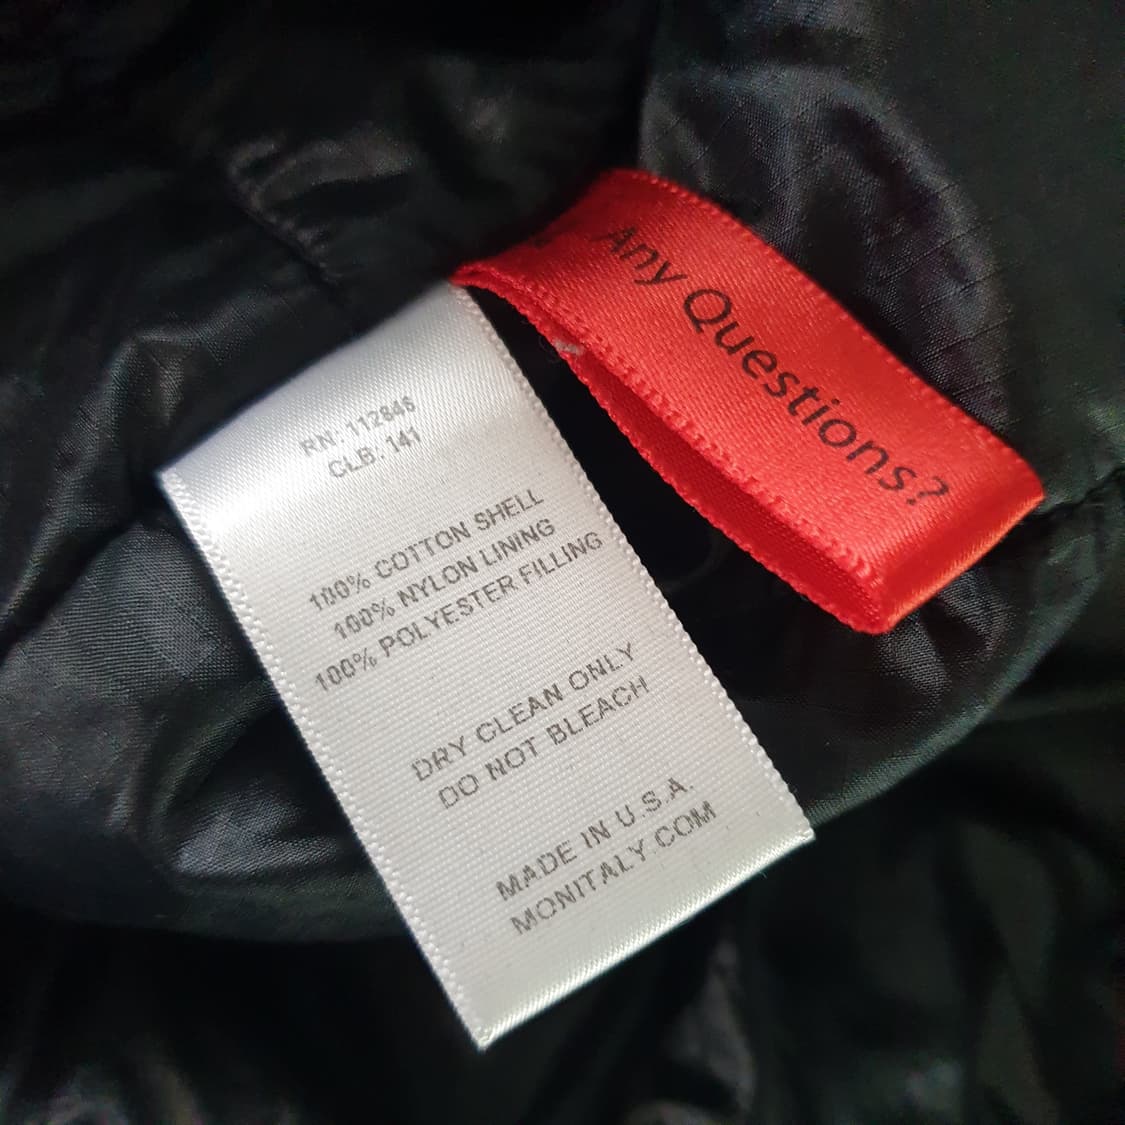 RN: 112848
CLB: 141
100% COTTON SHELL
100% NYLON LINING
100% POLYESTER FILLING
DRY CLEAN ONLY
DO NOT BLEACH
MADE IN U.S.A.
MONITALY.COM
Any Questions?